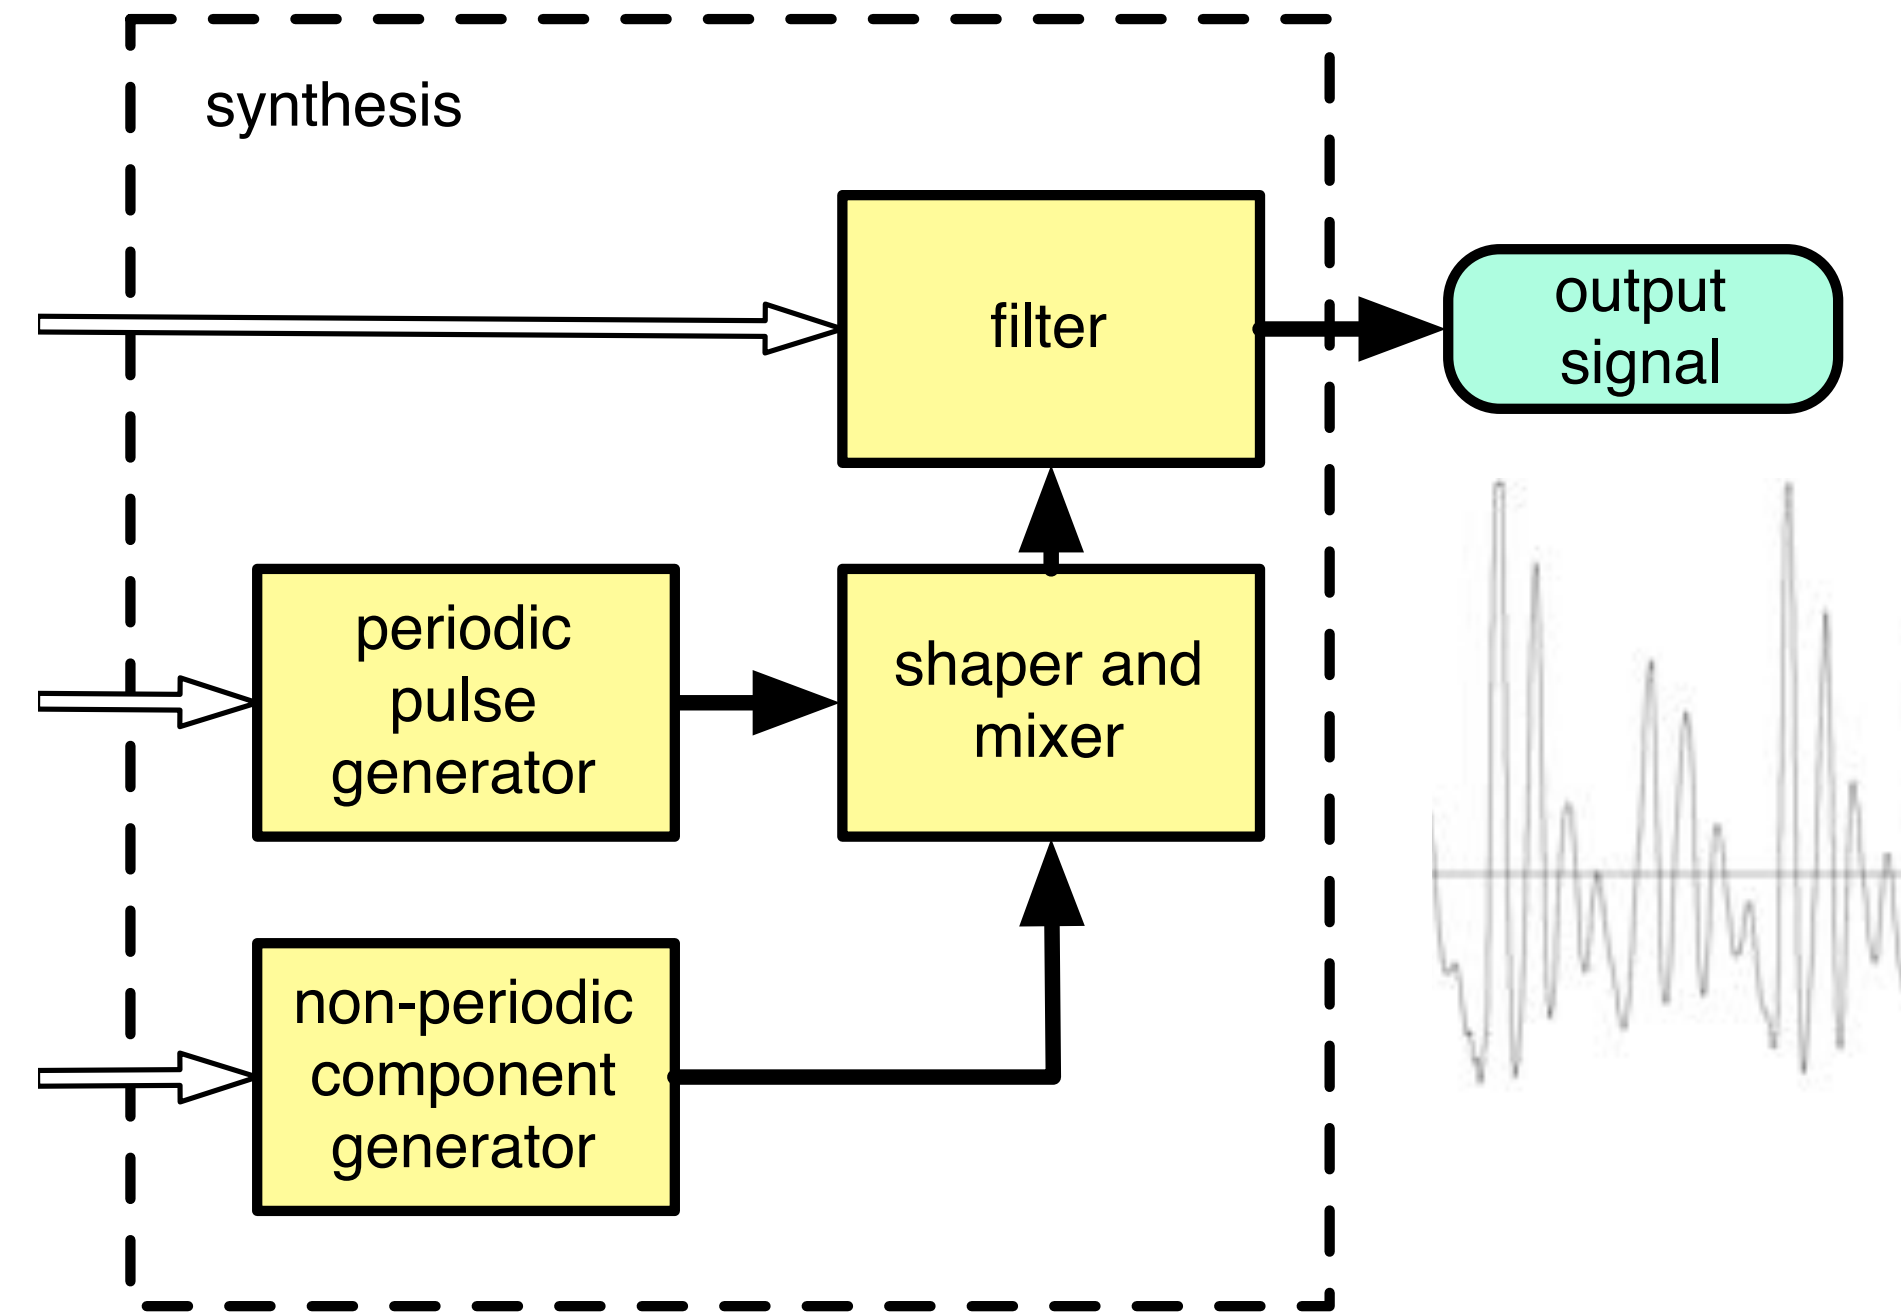 synthesis
filter
output
signal
periodic
pulse
generator
shaper and
mixer
non-periodic
component
generator